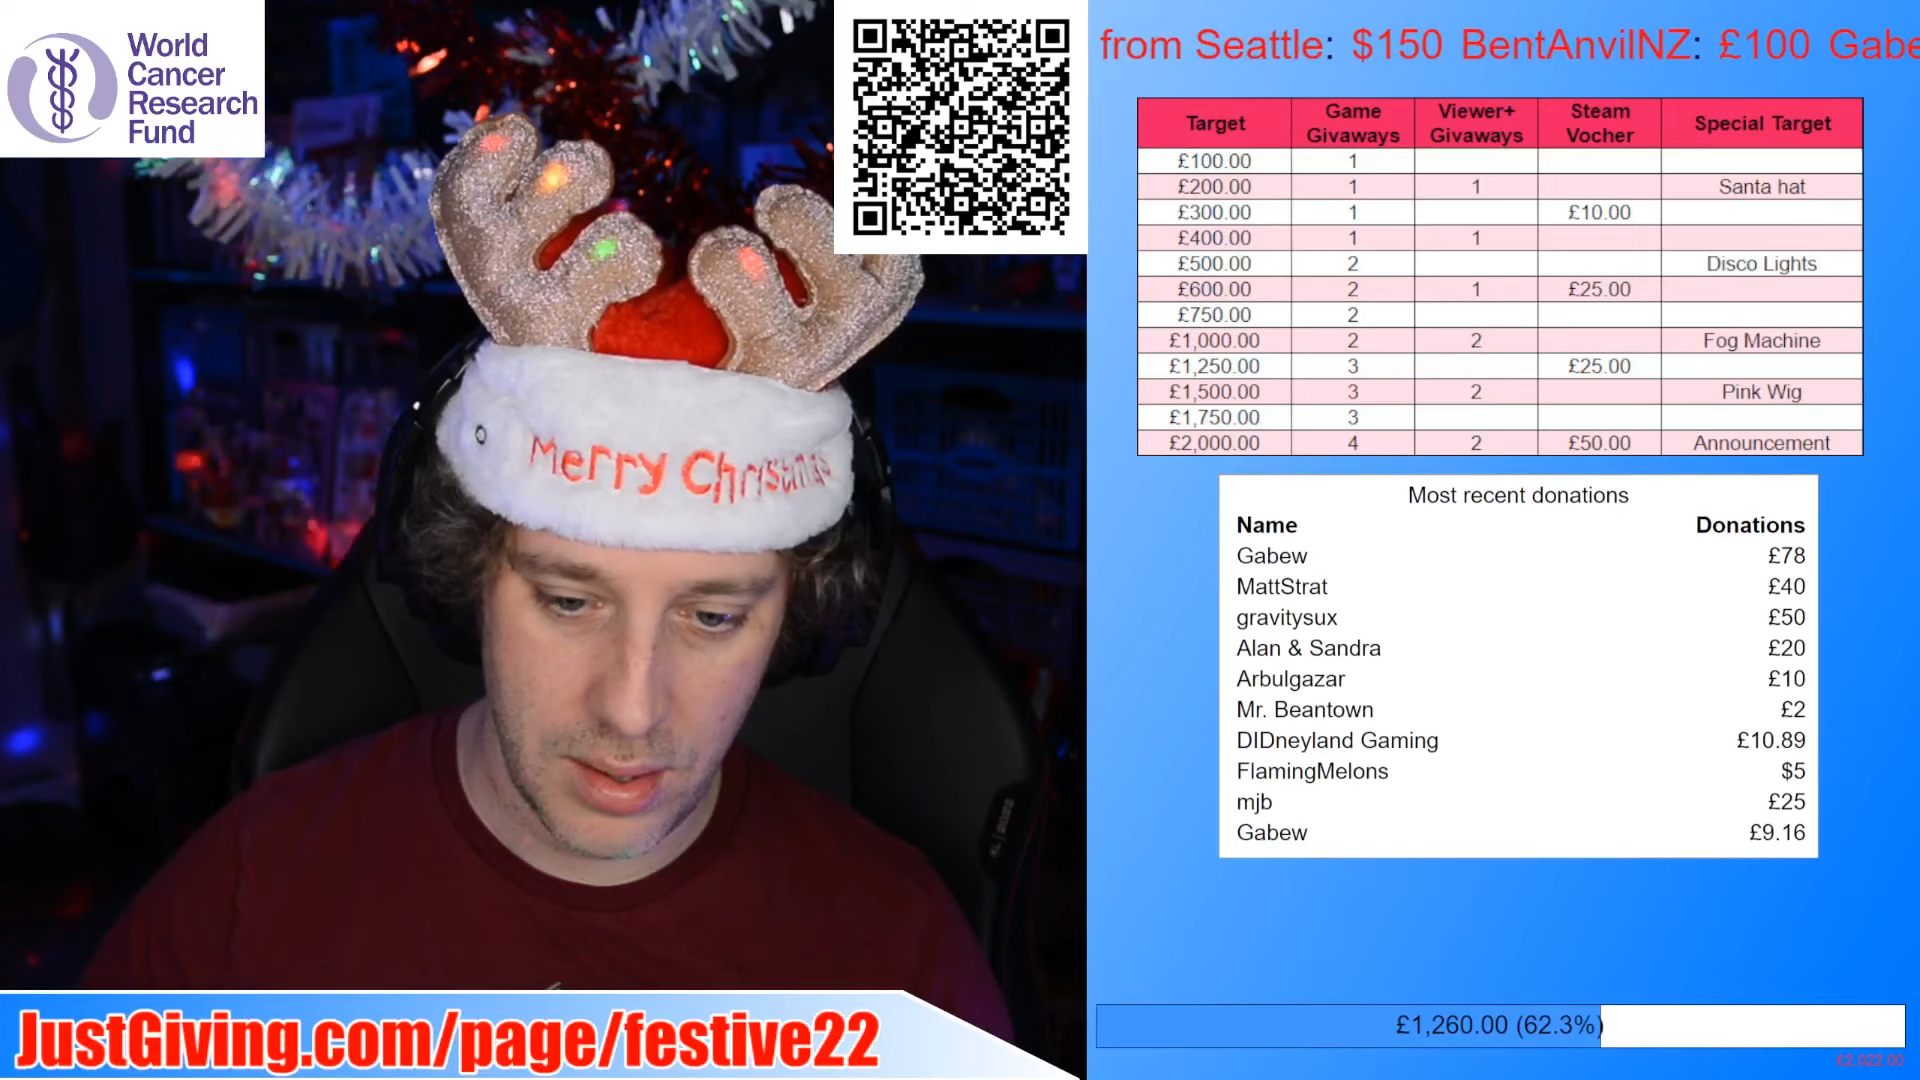 World
Cancer
Research
Fund
from Seattle: $150 BentAnvilNZ: £100 Gabe
Target Game Givaways Viewer+ Givaways Steam Vocher Special Target
£100.00 1
£200.00 1 1 Santa hat
£300.00 1 £10.00
£400.00 1 1
£500.00 2 Disco Lights
£600.00 2 1 £25.00
£750.00 2
£1,000.00 2 2 Fog Machine
£1,250.00 3 £25.00
£1,500.00 3 2 Pink Wig
£1,750.00 3
£2,000.00 4 2 £50.00 Announcement
Merry Christmas
Most recent donations
Name Donations
Gabew £78
MattStrat £40
gravitysux £50
Alan & Sandra £20
Arbulgazar £10
Mr. Beantown £2
DIDneyland Gaming £10.89
FlamingMelons $5
mjb £25
Gabew £9.16
£1,260.00 (62.3%)
£2,022.00
JustGiving.com/page/festive22